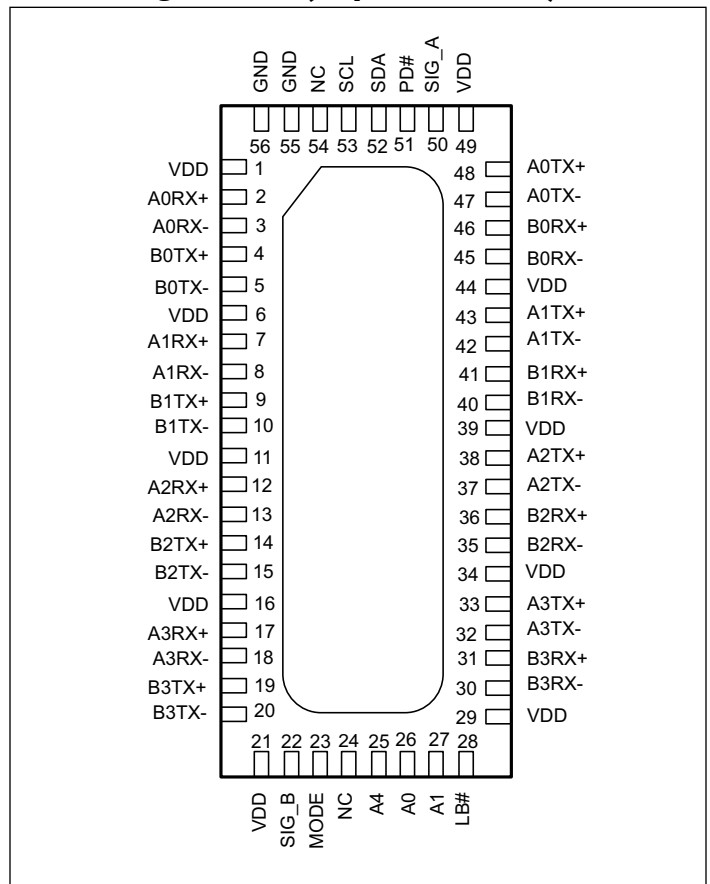 GND GND NC SCL SDA PD# SIG_A VDD
56 55 54 53 52 51 50 49
VDD 1 48 A0TX+
A0RX+ 2 47 A0TX-
A0RX- 3 46 B0RX+
B0TX+ 4 45 B0RX-
B0TX- 5 44 VDD
VDD 6 43 A1TX+
A1RX+ 7 42 A1TX-
A1RX- 8 41 B1RX+
B1TX+ 9 40 B1RX-
B1TX- 10 39 VDD
VDD 11 38 A2TX+
A2RX+ 12 37 A2TX-
A2RX- 13 36 B2RX+
B2TX+ 14 35 B2RX-
B2TX- 15 34 VDD
VDD 16 33 A3TX+
A3RX+ 17 32 A3TX-
A3RX- 18 31 B3RX+
B3TX+ 19 30 B3RX-
B3TX- 20 29 VDD
21 22 23 24 25 26 27 28
VDD SIG_B MODE NC A4 A0 A1 LB#